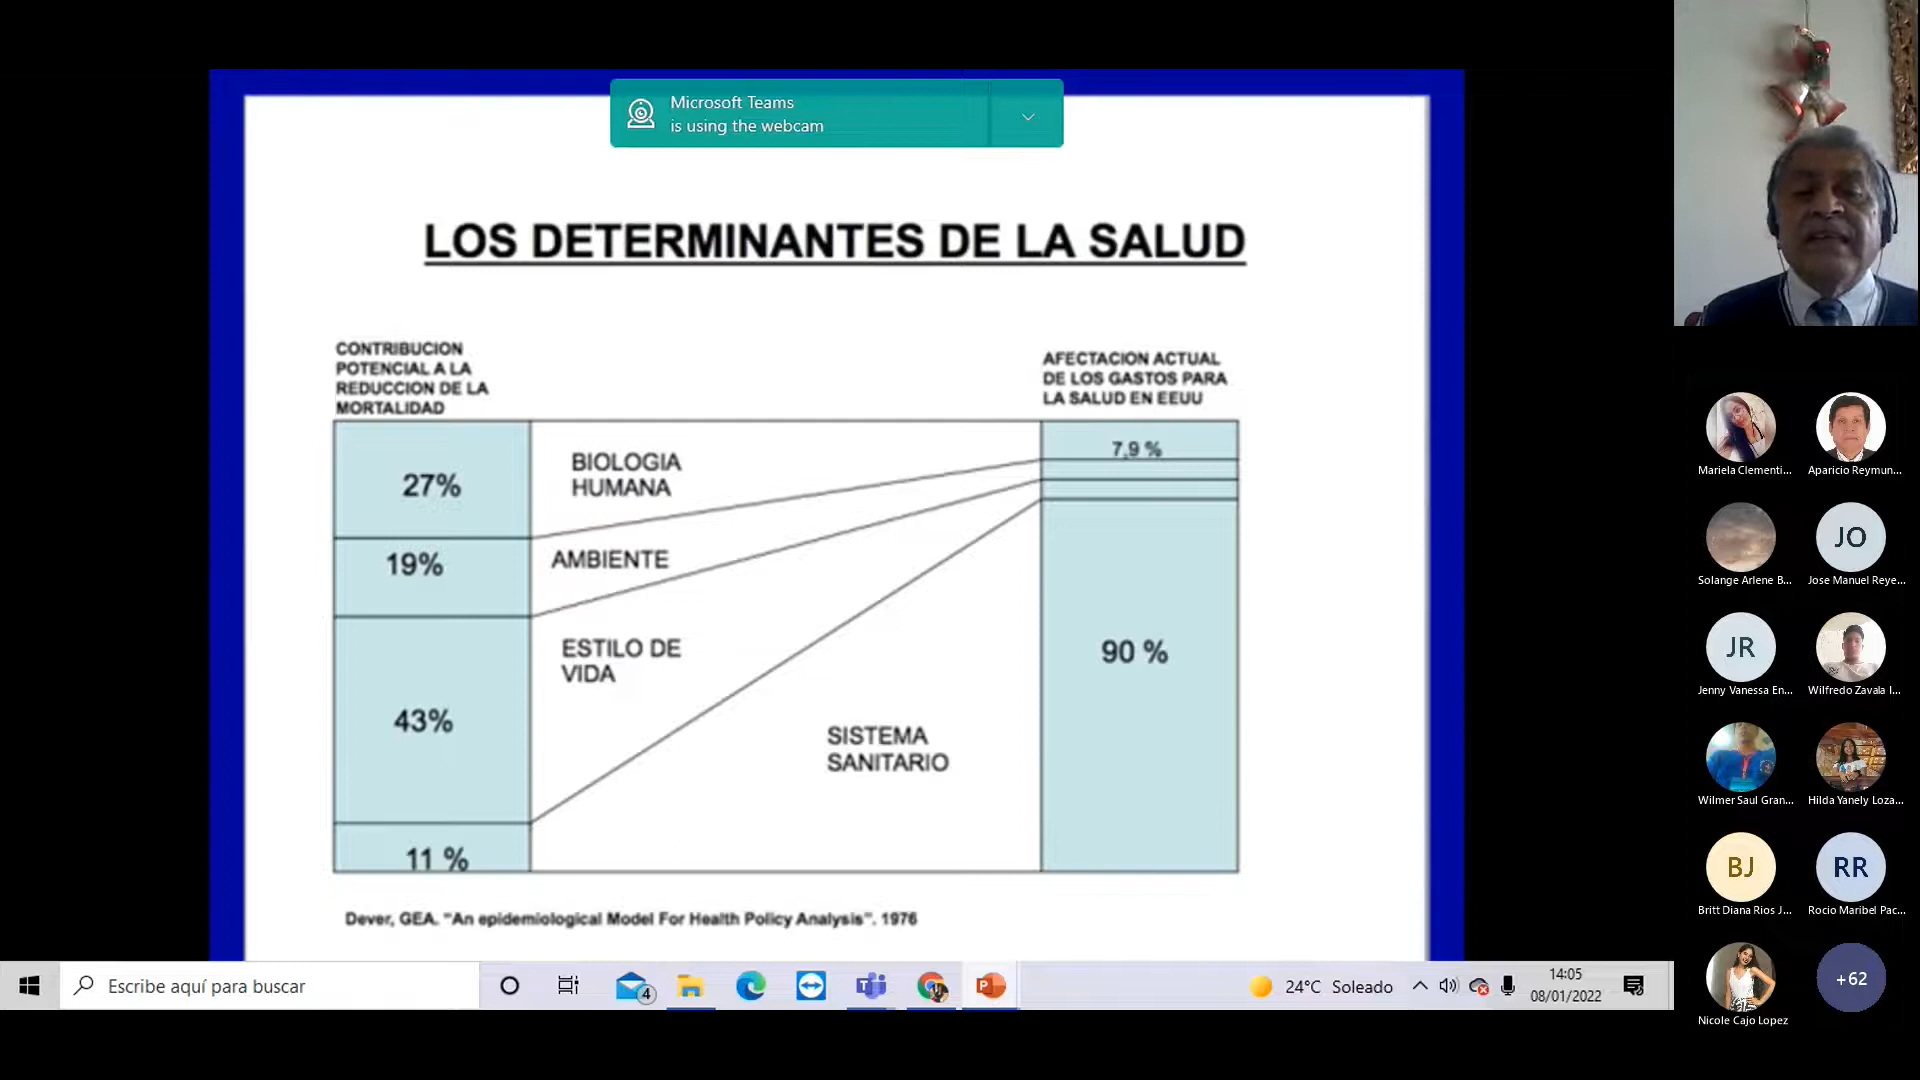 Microsoft Teams
is using the webcam
LOS DETERMINANTES DE LA SALUD
CONTRIBUCION
POTENCIAL A LA
REDUCCION DE LA
MORTALIDAD
AFECTACION ACTUAL
DE LOS GASTOS PARA
LA SALUD EN EEUU
27%
BIOLOGIA
HUMANA
7,9 %
19%
AMBIENTE
43%
ESTILO DE
VIDA
90 %
SISTEMA
SANITARIO
11 %
Dever, GEA. "An epidemiological Model For Health Policy Analysis". 1976
Escribe aquí para buscar
4
24°C Soleado
14:05
08/01/2022
Mariela Clementi...
Aparicio Reymun...
Solange Arlene B...
JO
Jose Manuel Reye...
JR
Jenny Vanessa En...
Wilfredo Zavala I...
Wilmer Saul Gran...
Hilda Yanely Loza...
BJ
Britt Diana Rios J...
RR
Rocio Maribel Pac...
Nicole Cajo Lopez
+62